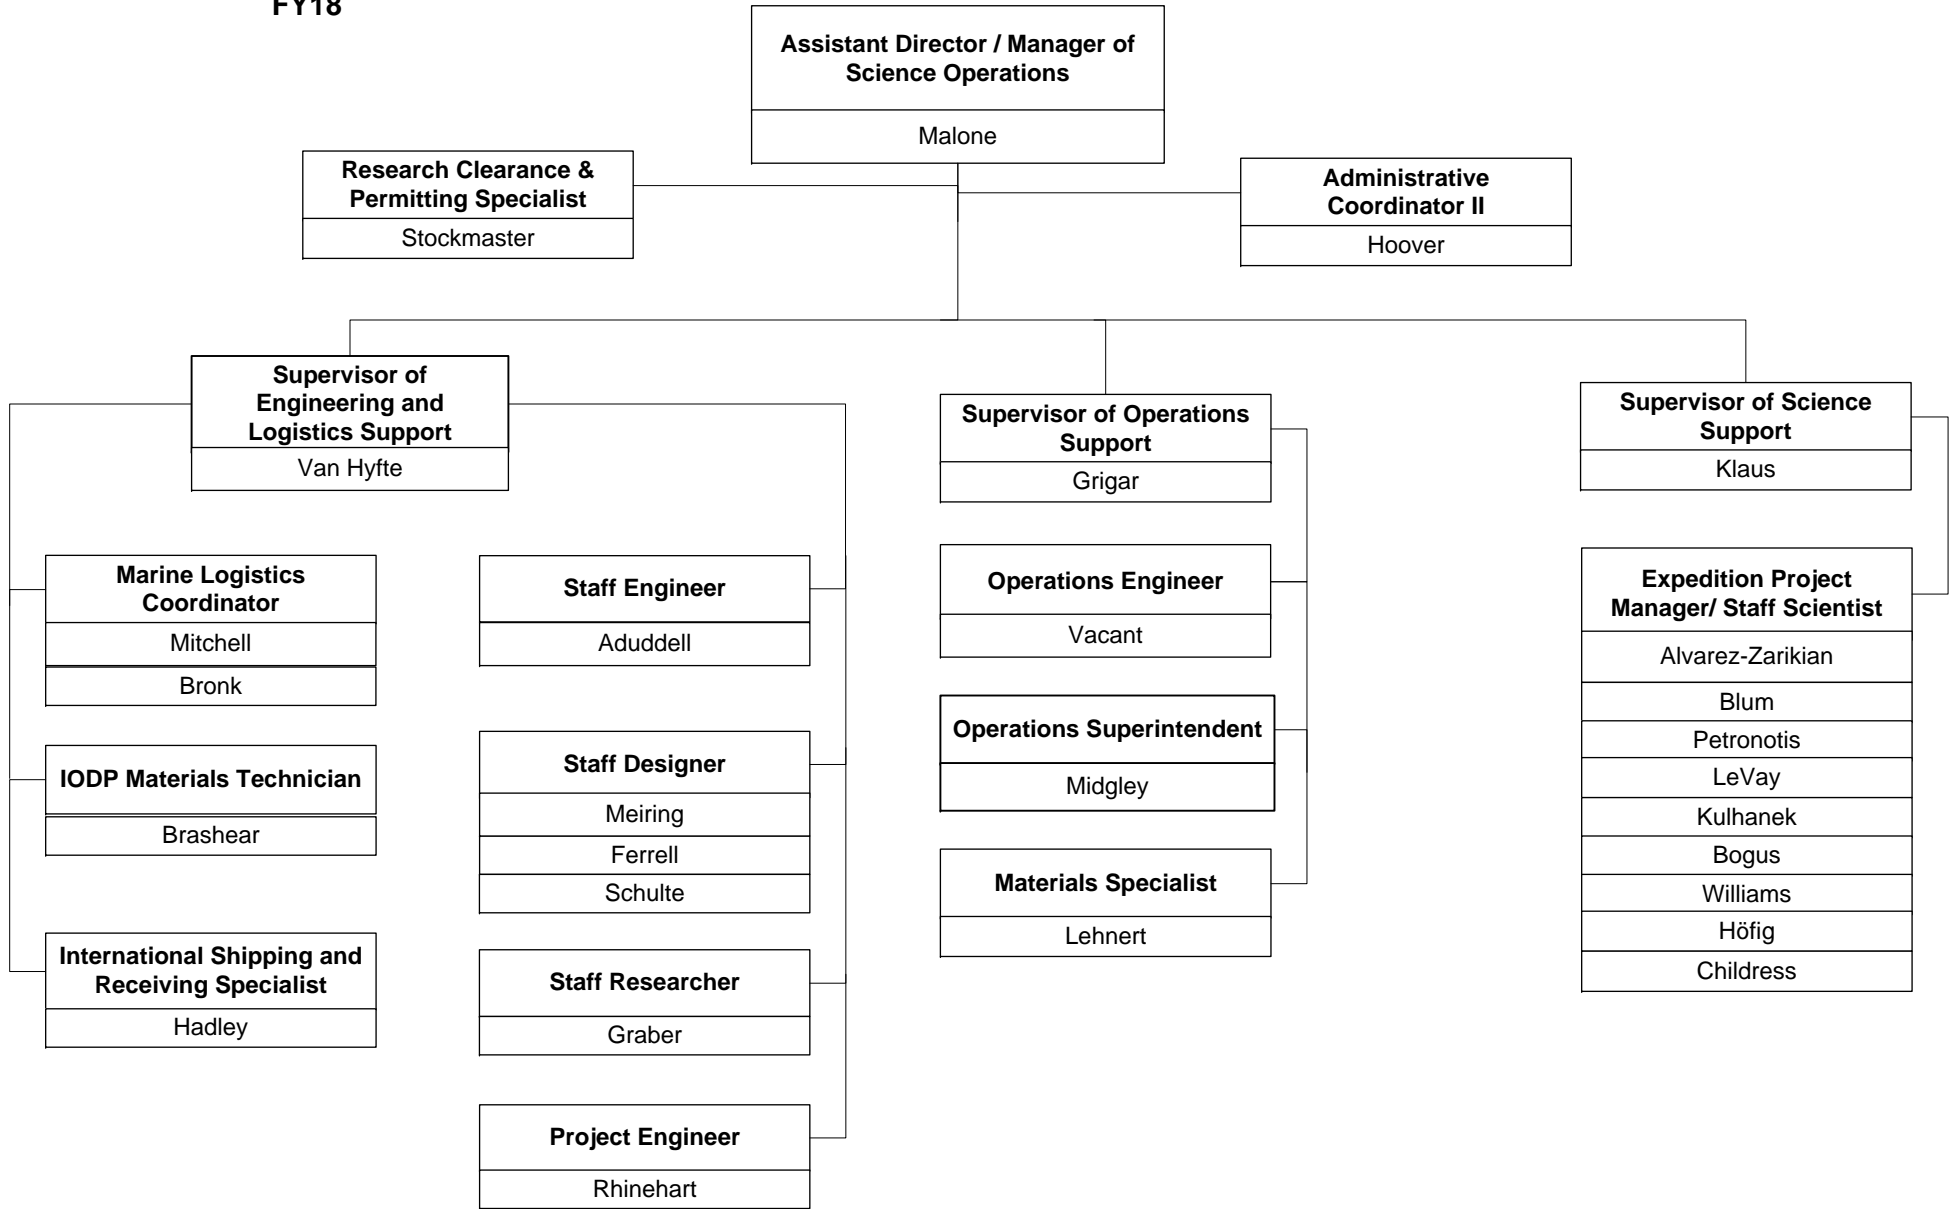 FY18
Assistant Director / Manager of
Science Operations
Malone
Research Clearance &
Permitting Specialist
Stockmaster
Administrative
Coordinator II
Hoover
Supervisor of
Engineering and
Logistics Support
Van Hyfte
Marine Logistics
Coordinator
Mitchell
Bronk
IODP Materials Technician
Brashear
International Shipping and
Receiving Specialist
Hadley
Staff Engineer
Aduddell
Staff Designer
Meiring
Ferrell
Schulte
Staff Researcher
Graber
Project Engineer
Rhinehart
Supervisor of Operations
Support
Grigar
Operations Engineer
Vacant
Operations Superintendent
Midgley
Materials Specialist
Lehnert
Supervisor of Science
Support
Klaus
Expedition Project
Manager/ Staff Scientist
Alvarez-Zarikian
Blum
Petronotis
LeVay
Kulhanek
Bogus
Williams
Höfig
Childress